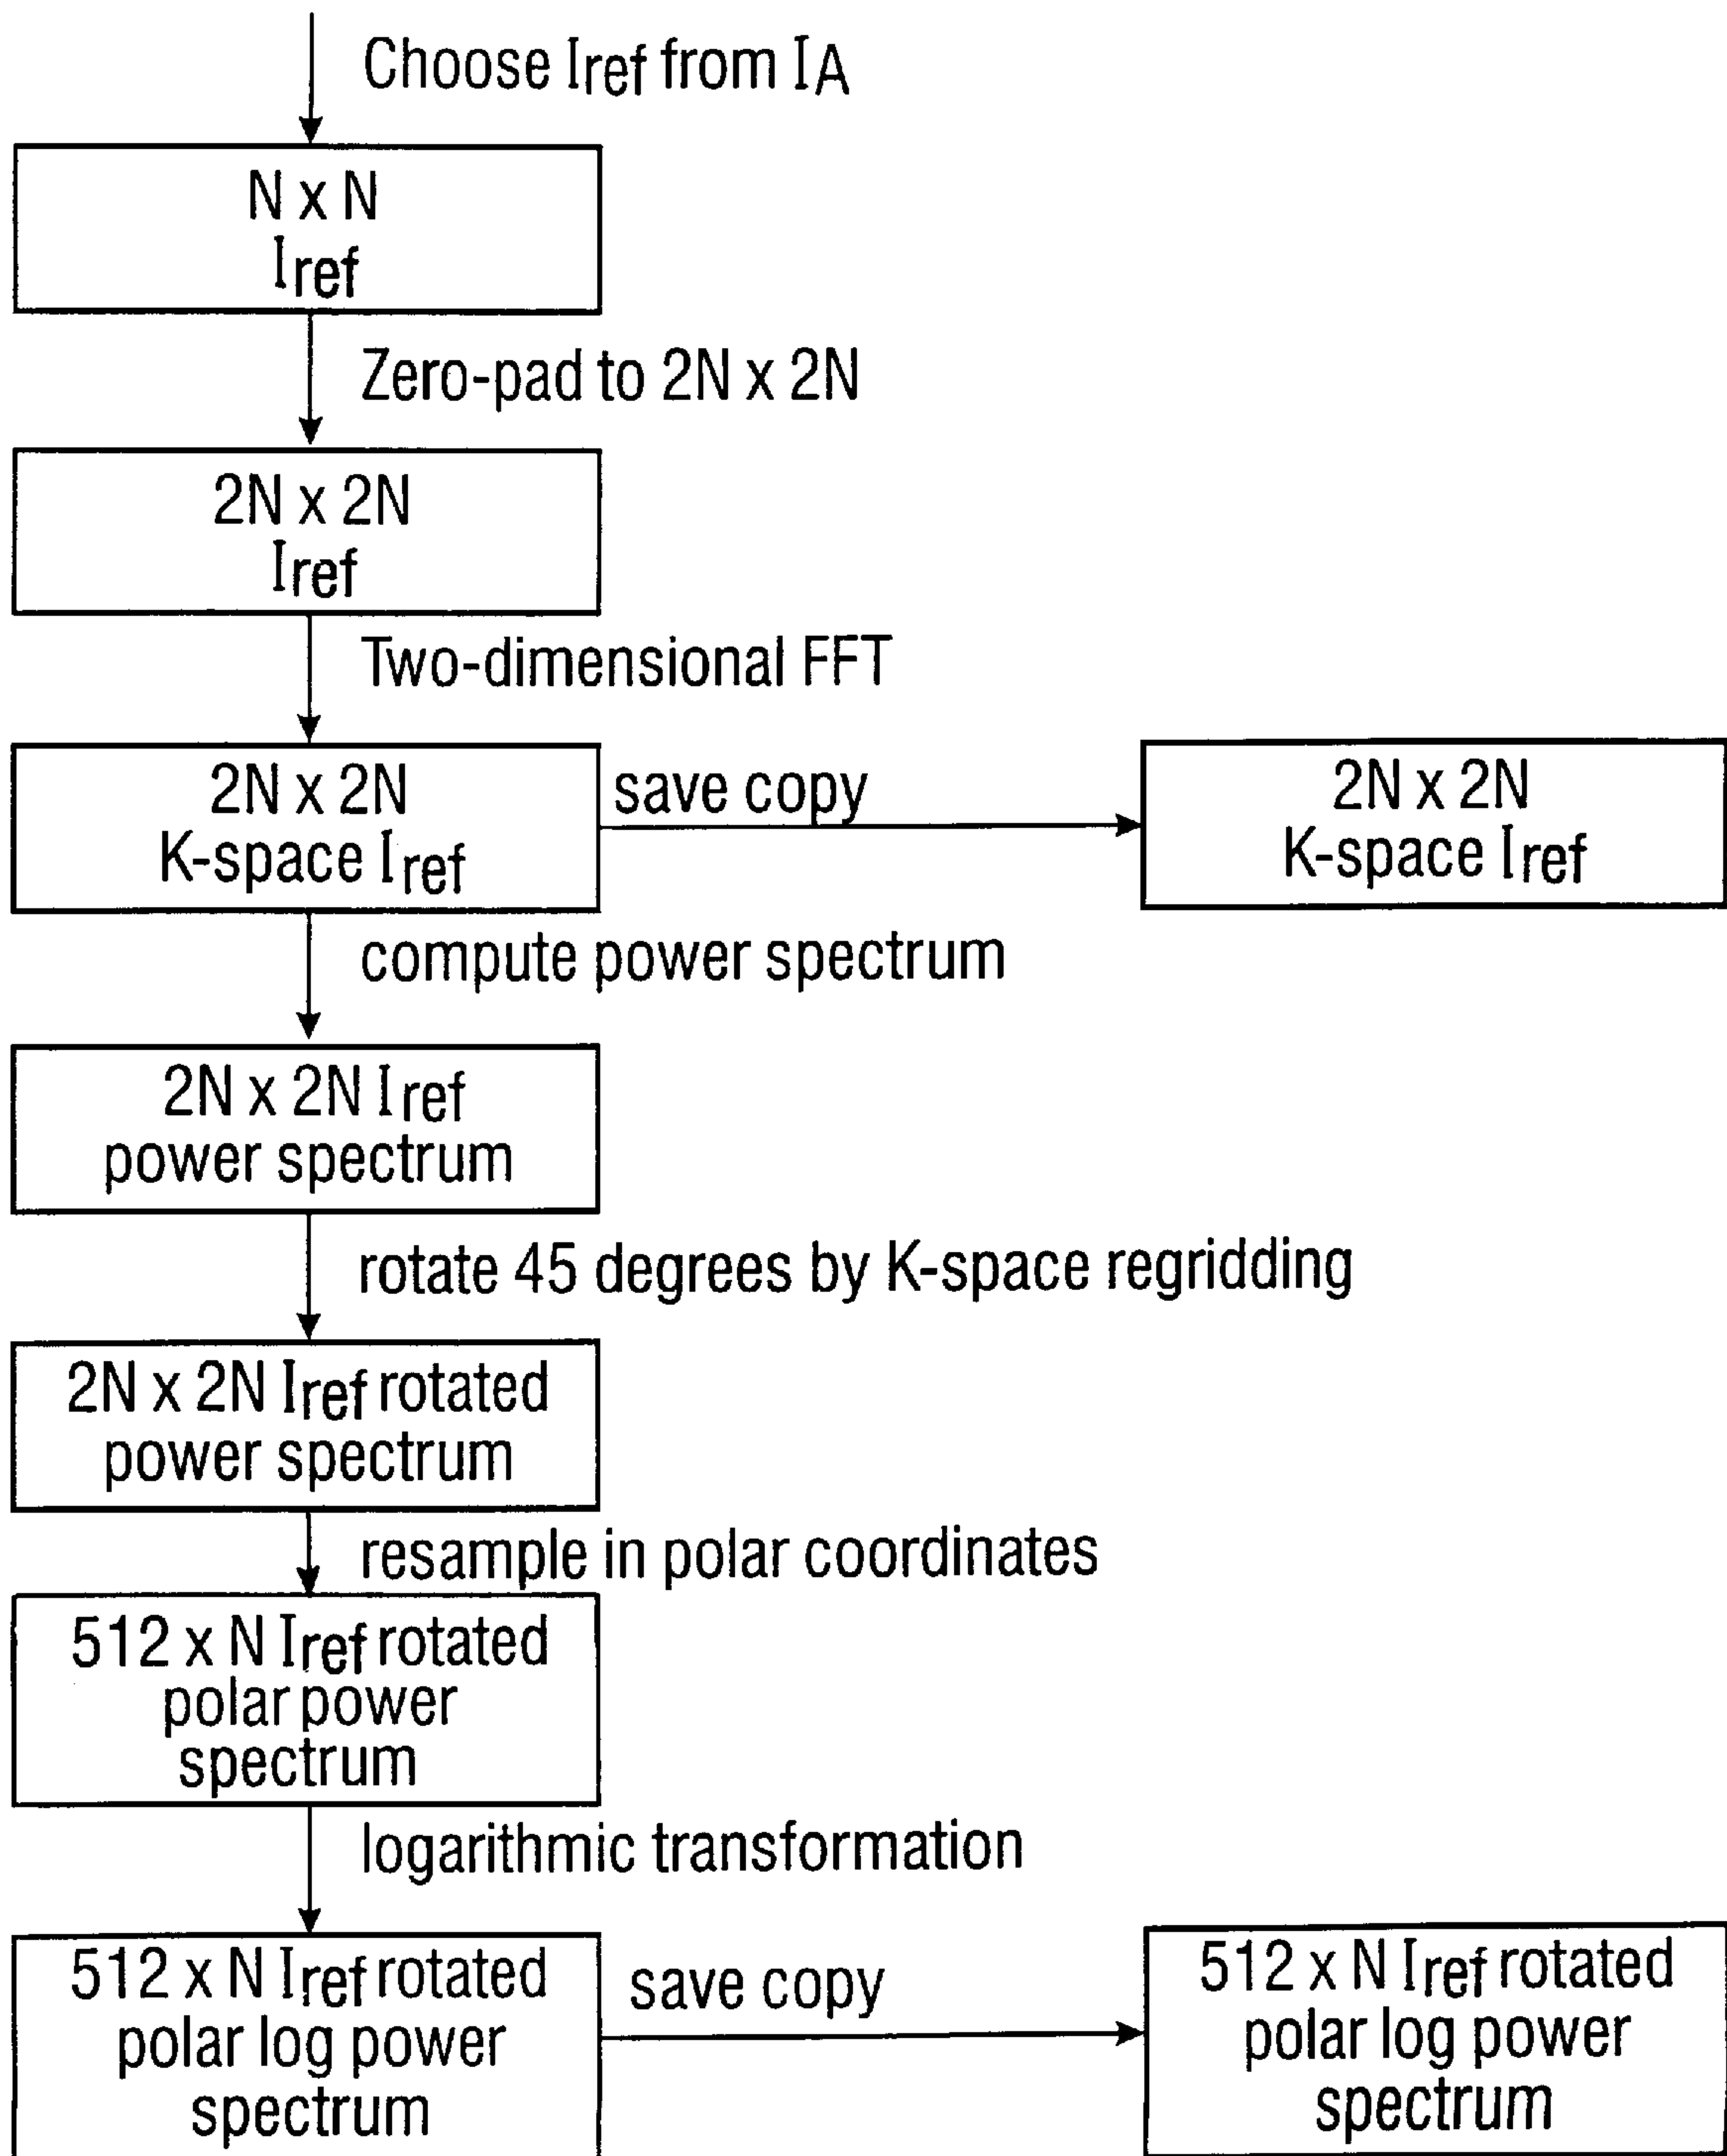 Choose Iref from IA
N x N
Iref
Zero-pad to 2N x 2N
2N x 2N
Iref
Two-dimensional FFT
2N x 2N
K-space Iref
save copy
2N x 2N
K-space Iref
compute power spectrum
2N x 2N Iref
power spectrum
rotate 45 degrees by K-space regridding
2N x 2N Iref rotated
power spectrum
resample in polar coordinates
512 x N Iref rotated
polar power
spectrum
logarithmic transformation
512 x N Iref rotated
polar log power
spectrum
save copy
512 x N Iref rotated
polar log power
spectrum